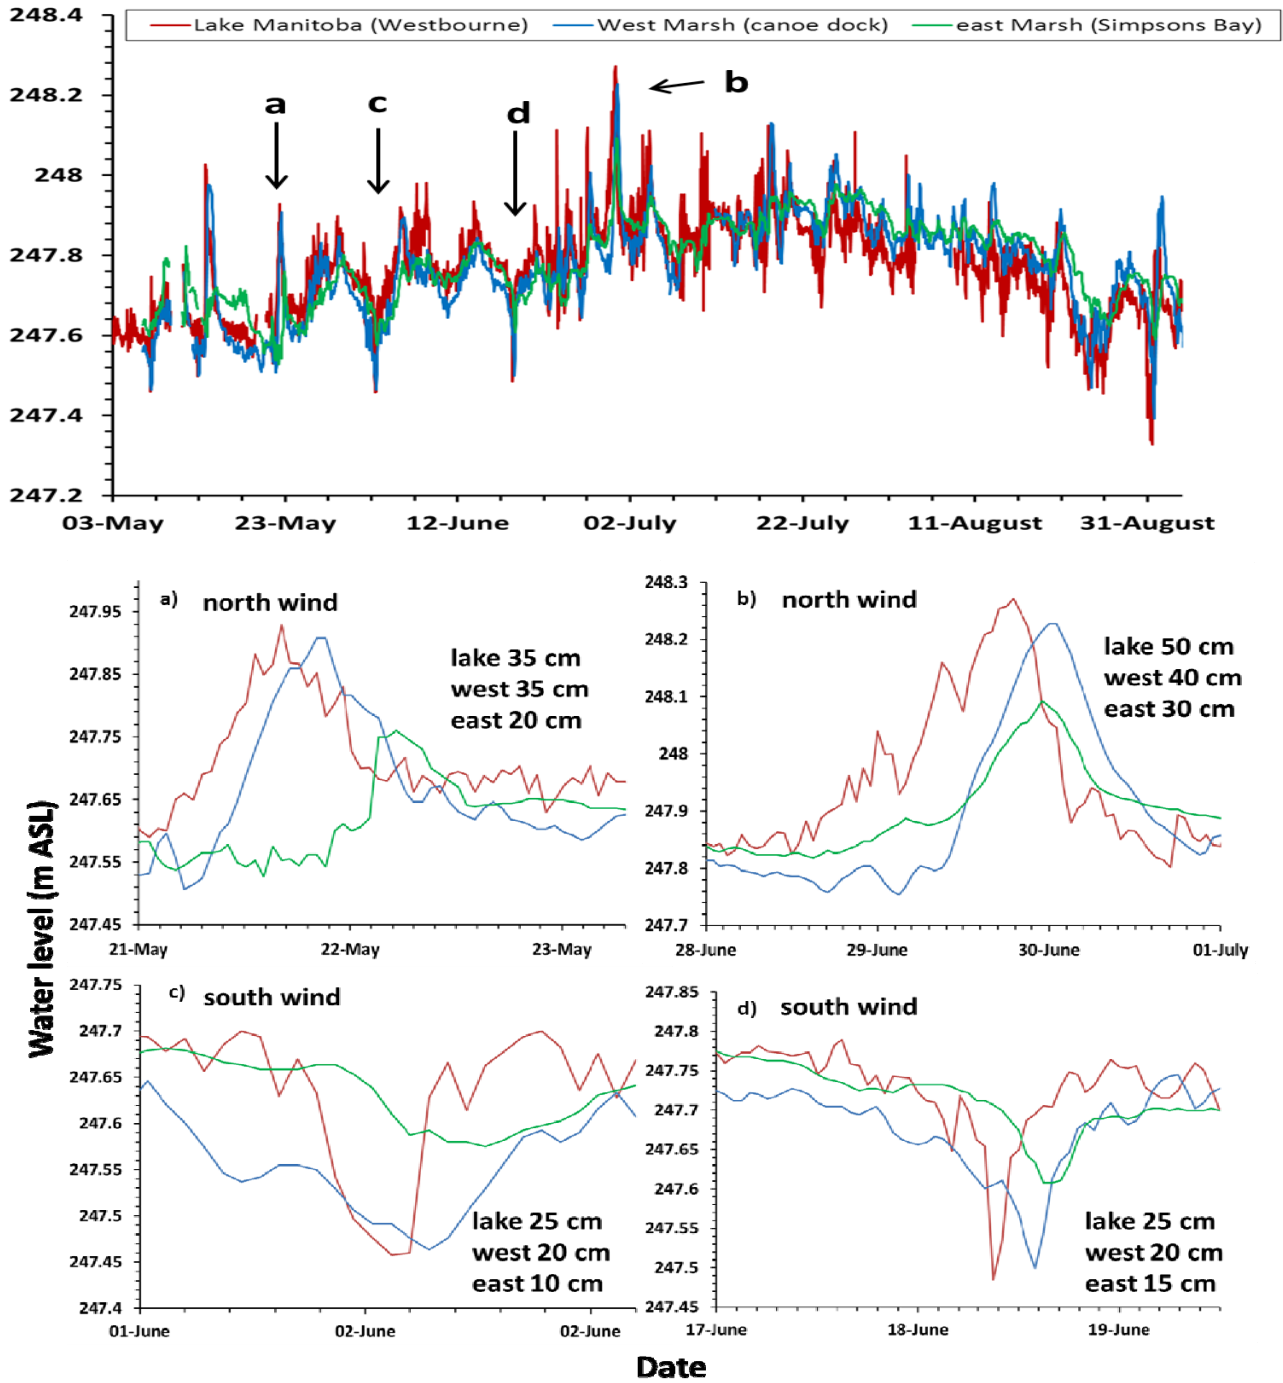 248.4
Lake Manitoba (Westbourne) West Marsh (canoe dock) east Marsh (Simpsons Bay)
248.2
a c d b
248
247.8
247.6
247.4
247.2
03-May 23-May 12-June 02-July 22-July 11-August 31-August
Water level (m ASL)
a) north wind
lake 35 cm
west 35 cm
east 20 cm
247.95
247.85
247.75
247.65
247.55
247.45
21-May 22-May 23-May
b) north wind
lake 50 cm
west 40 cm
east 30 cm
248.3
248.2
248.1
248
247.9
247.8
247.7
28-June 29-June 30-June 01-July
c) south wind
lake 25 cm
west 20 cm
east 10 cm
247.75
247.7
247.65
247.6
247.55
247.5
247.45
247.4
01-June 02-June 02-June
d) south wind
lake 25 cm
west 20 cm
east 15 cm
247.85
247.8
247.75
247.7
247.65
247.6
247.55
247.5
247.45
17-June 18-June 19-June
Date